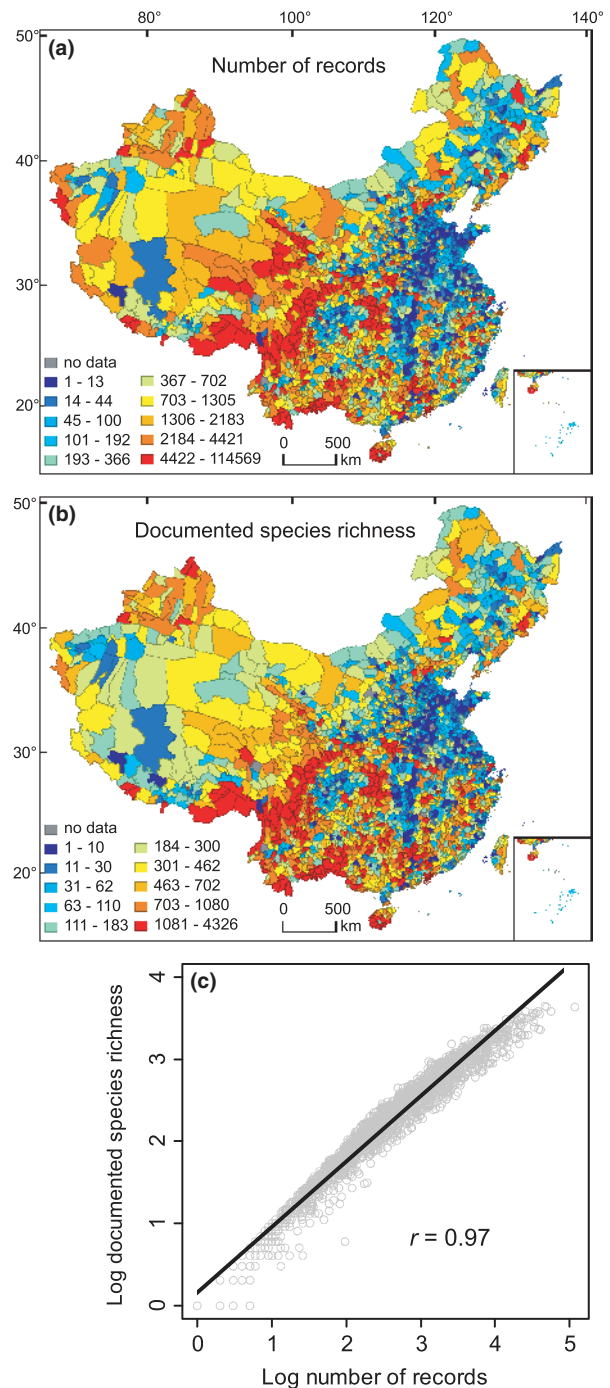 80° 100° 120° 140°
(a)
Number of records
50°
40°
30°
20°
no data
1 - 13
14 - 44
45 - 100
101 - 192
193 - 366
367 - 702
703 - 1305
1306 - 2183
2184 - 4421
4422 - 114569
0 500
km
(b)
Documented species richness
50°
40°
30°
20°
no data
1 - 10
11 - 30
31 - 62
63 - 110
111 - 183
184 - 300
301 - 462
463 - 702
703 - 1080
1081 - 4326
0 500
km
(c)
Log documented species richness
4
3
2
1
0
r = 0.97
0 1 2 3 4 5
Log number of records